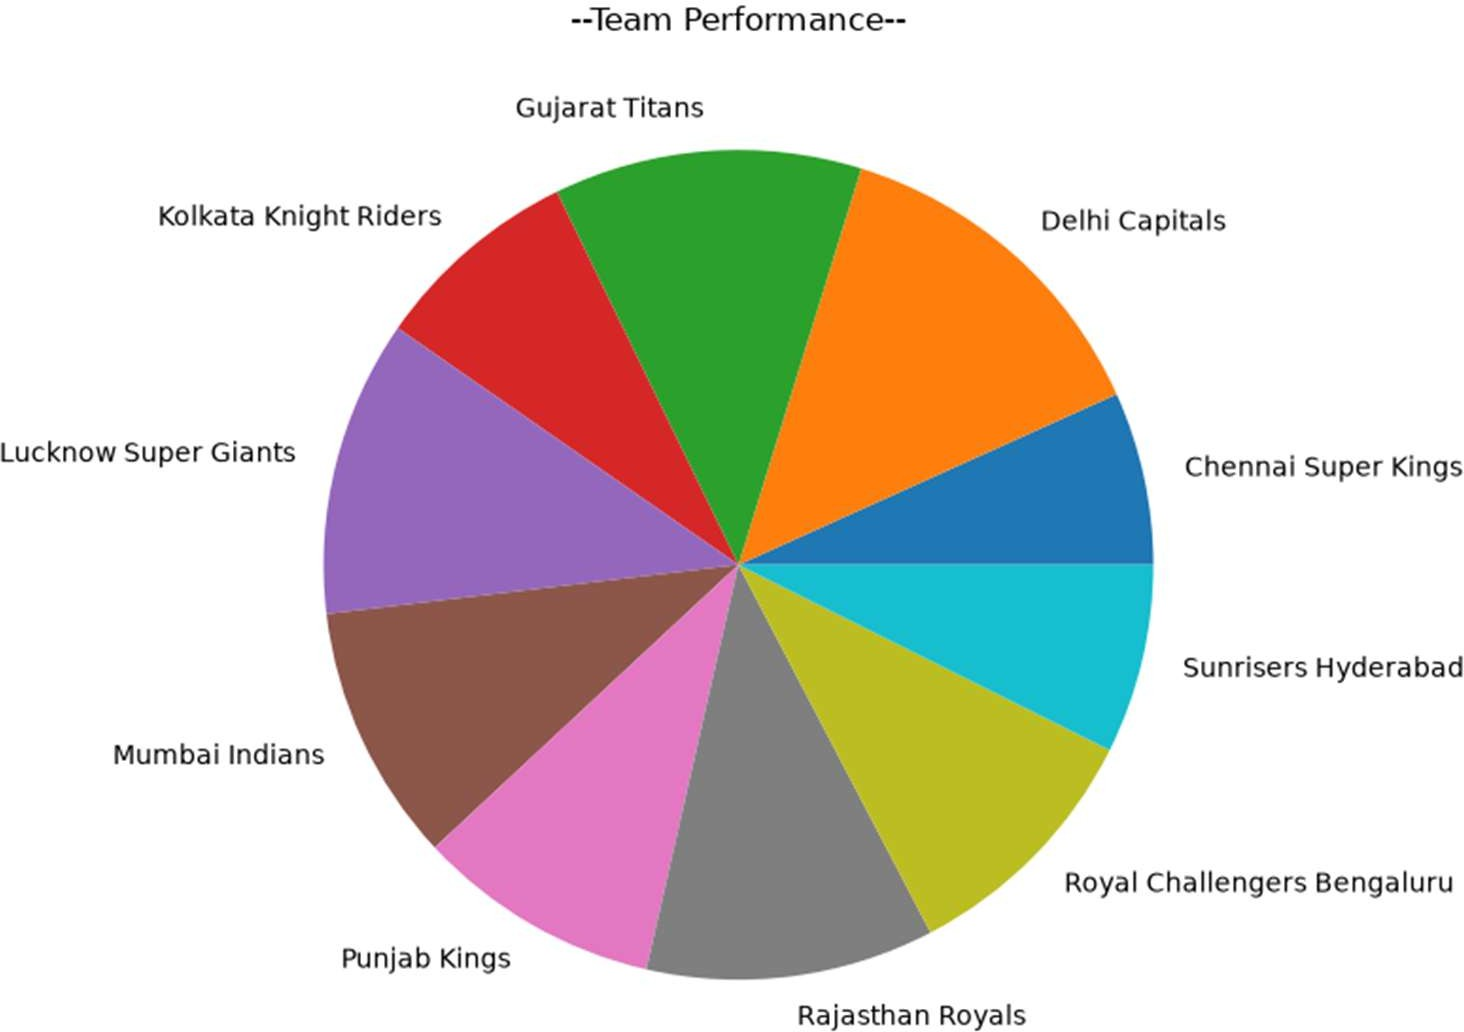 --Team Performance--
Gujarat Titans
Kolkata Knight Riders
Delhi Capitals
Lucknow Super Giants
Chennai Super Kings
Sunrisers Hyderabad
Mumbai Indians
Royal Challengers Bengaluru
Punjab Kings
Rajasthan Royals